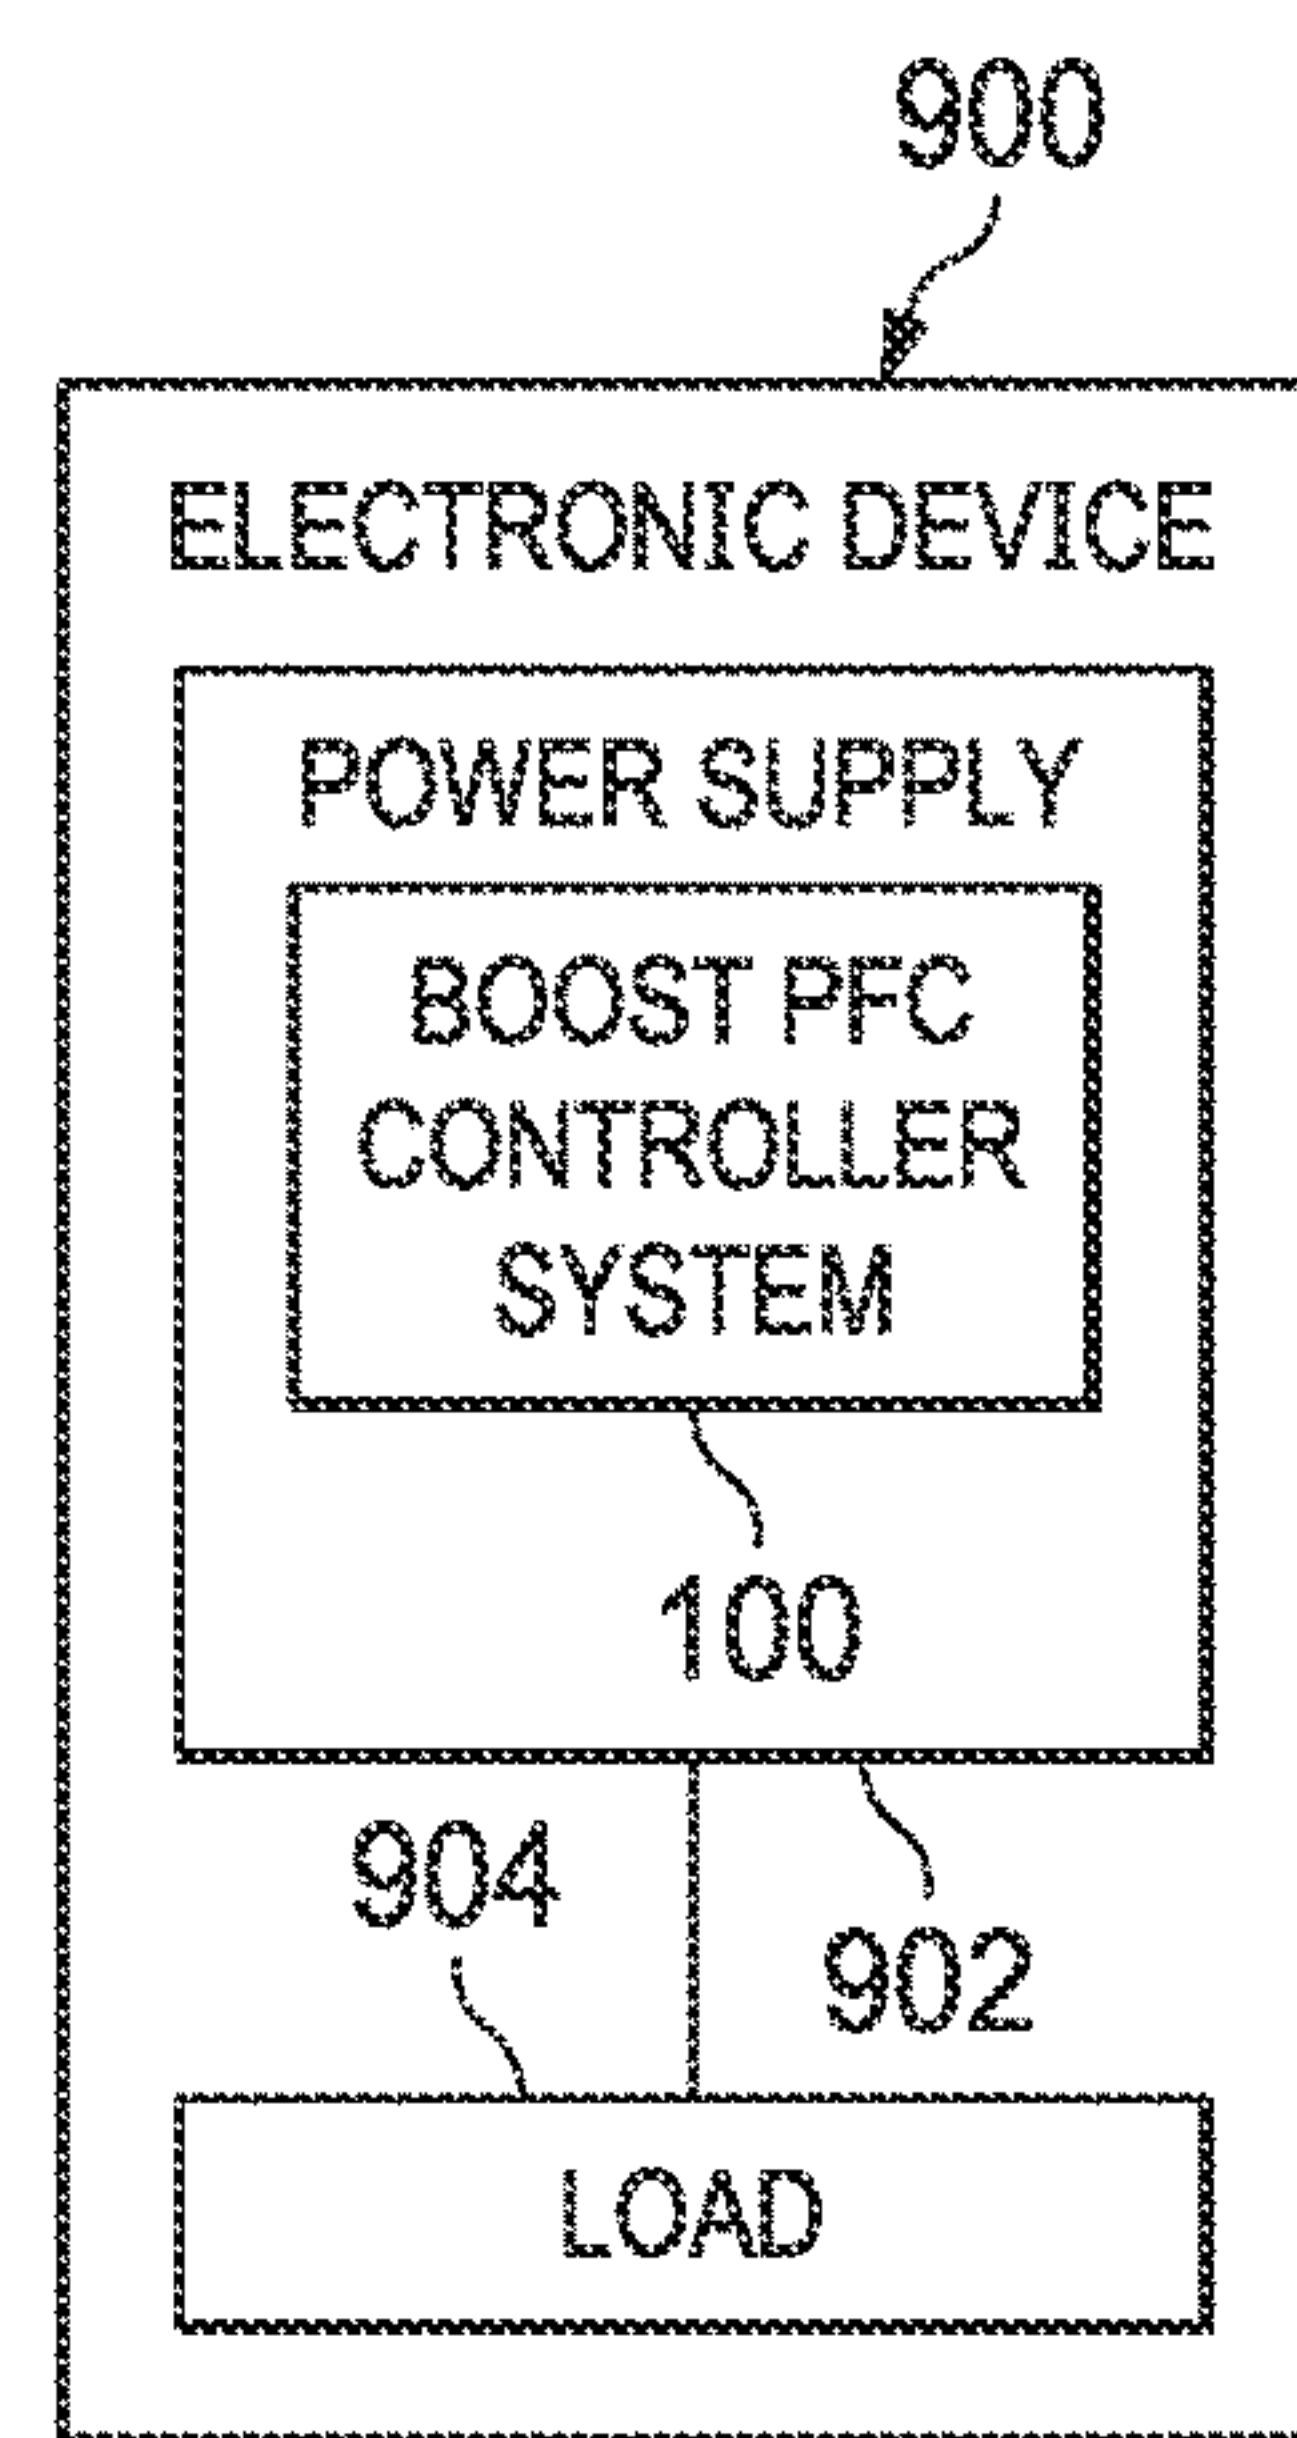 900
ELECTRONIC DEVICE
POWER SUPPLY
BOOST PFC
CONTROLLER
SYSTEM
100
904
902
LOAD